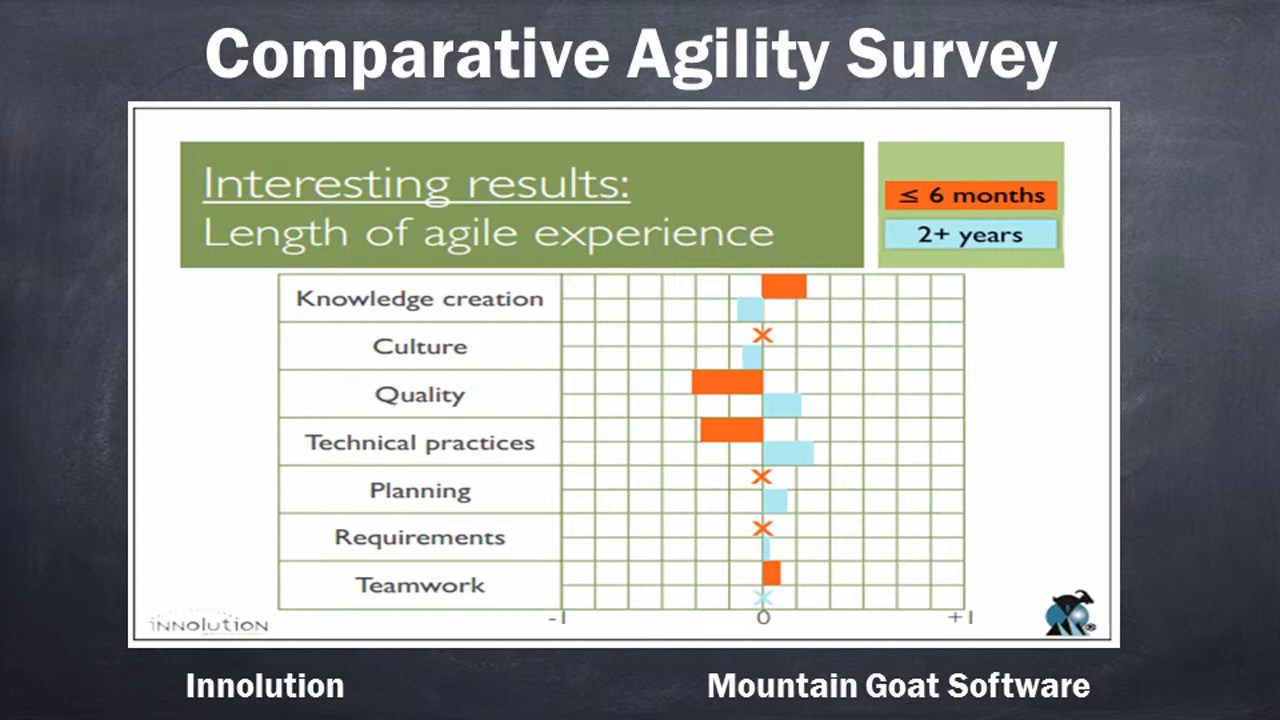 Comparative Agility Survey
Interesting results:
Length of agile experience
≤ 6 months
2+ years
Knowledge creation
Culture
Quality
Technical practices
Planning
Requirements
Teamwork
-1 0 +1
iNNoLuTioN
Innolution Mountain Goat Software